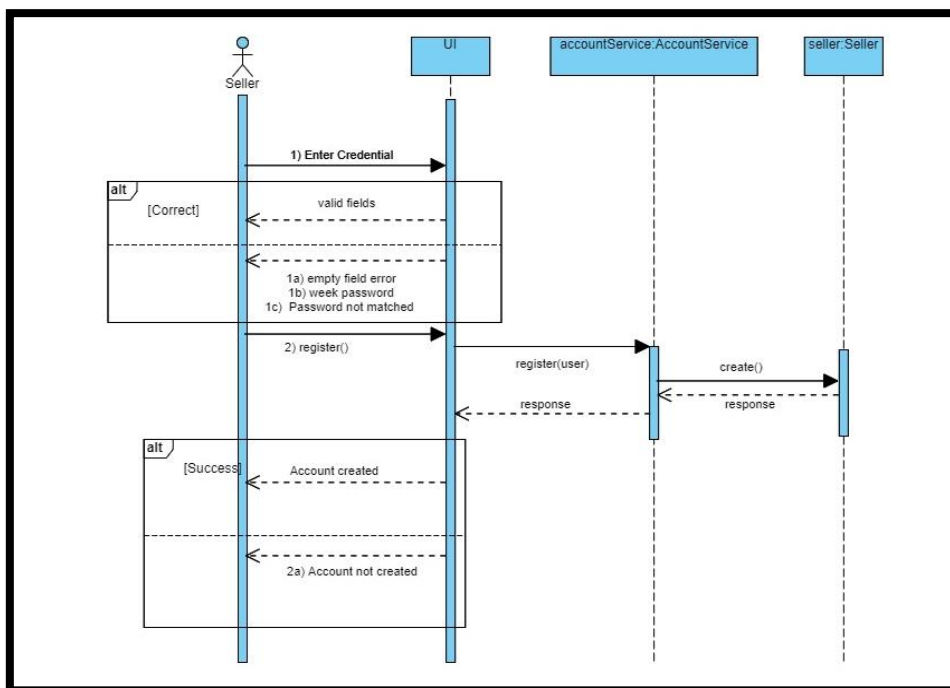 Seller
UI
accountService:AccountService
seller:Seller
1) Enter Credential
alt
[Correct]
valid fields
1a) empty field error
1b) week password
1c) Password not matched
2) register()
register(user)
create()
response
response
alt
[Success]
Account created
2a) Account not created